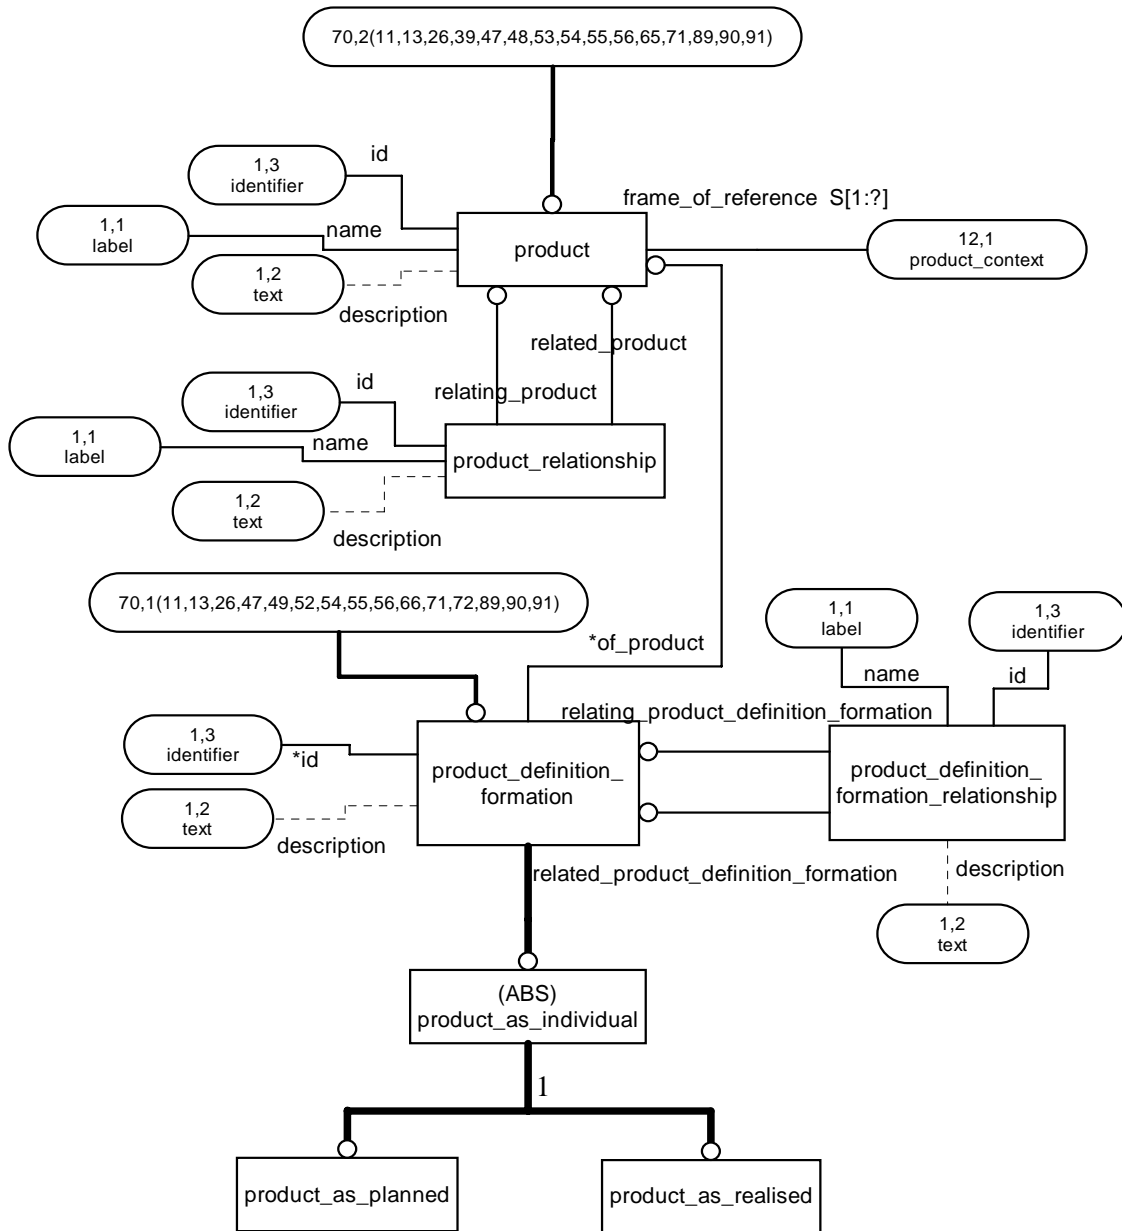 70,2(11,13,26,39,47,48,53,54,55,56,65,71,89,90,91)
1,3
identifier
id
frame_of_reference S[1:?]
1,1
label
name
product
12,1
product_context
1,2
text
description
related_product
relating_product
1,3
identifier
id
1,1
label
name
product_relationship
1,2
text
description
70,1(11,13,26,47,49,52,54,55,56,66,71,72,89,90,91)
*of_product
1,1
label
1,3
identifier
name
id
relating_product_definition_formation
1,3
identifier
*id
product_definition_
formation
product_definition_
formation_relationship
1,2
text
description
related_product_definition_formation
description
1,2
text
(ABS)
product_as_individual
1
product_as_planned
product_as_realised